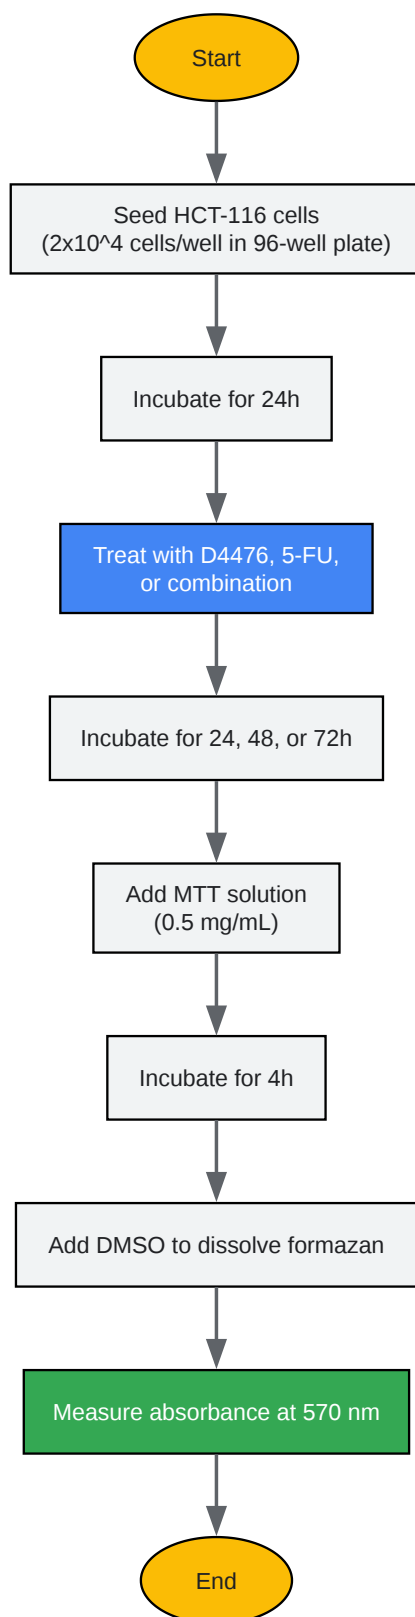 Start
Seed HCT-116 cells
(2x10^4 cells/well in 96-well plate)
Incubate for 24h
Treat with D4476, 5-FU,
or combination
Incubate for 24, 48, or 72h
Add MTT solution
(0.5 mg/mL)
Incubate for 4h
Add DMSO to dissolve formazan
Measure absorbance at 570 nm
End